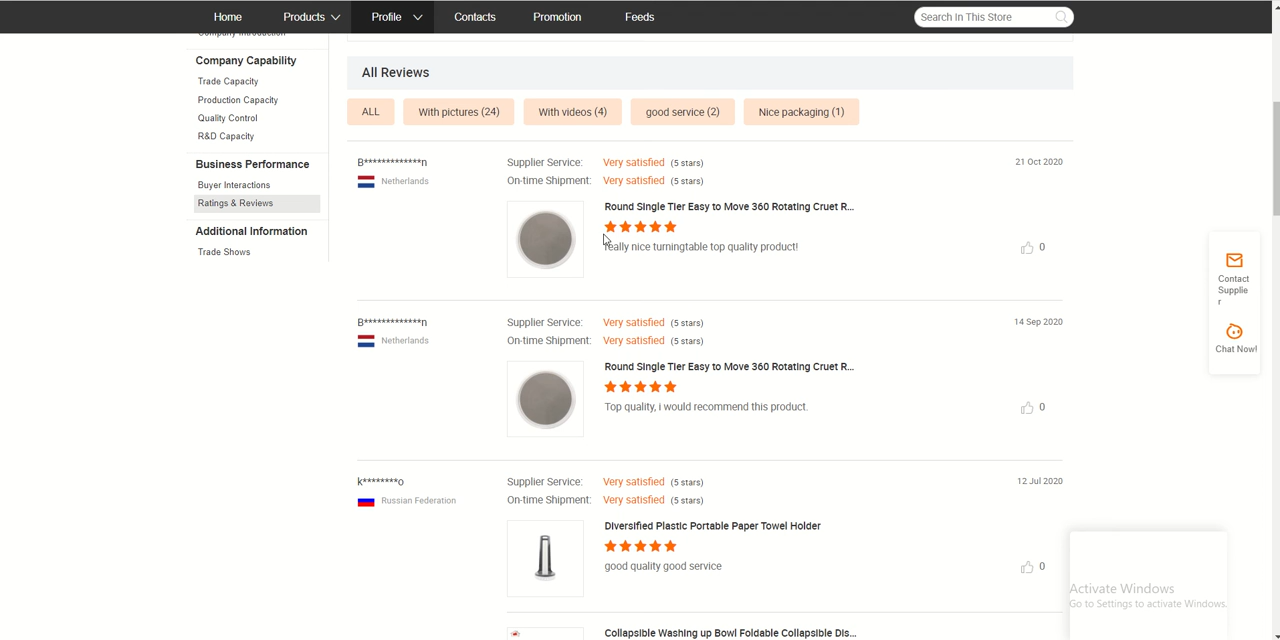 Home Products Profile Contacts Promotion Feeds Search In This Store
Company Introduction
Company Capability
Trade Capacity
Production Capacity
Quality Control
R&D Capacity
Business Performance
Buyer Interactions
Ratings & Reviews
Additional Information
Trade Shows
All Reviews
ALL With pictures (24) With videos (4) good service (2) Nice packaging (1)
B*************n Supplier Service: Very satisfied (5 stars) 21 Oct 2020
Netherlands On-time Shipment: Very satisfied (5 stars)
Round Single Tier Easy to Move 360 Rotating Cruet R...
really nice turningtable top quality product! 0
B*************n Supplier Service: Very satisfied (5 stars) 14 Sep 2020
Netherlands On-time Shipment: Very satisfied (5 stars)
Round Single Tier Easy to Move 360 Rotating Cruet R...
Top quality, i would recommend this product. 0
k********o Supplier Service: Very satisfied (5 stars) 12 Jul 2020
Russian Federation On-time Shipment: Very satisfied (5 stars)
Diversified Plastic Portable Paper Towel Holder
good quality good service 0
Collapsible Washing up Bowl Foldable Collapsible Dis...
Contact
Supplie
r
Chat Now!
Activate Windows
Go to Settings to activate Windows.